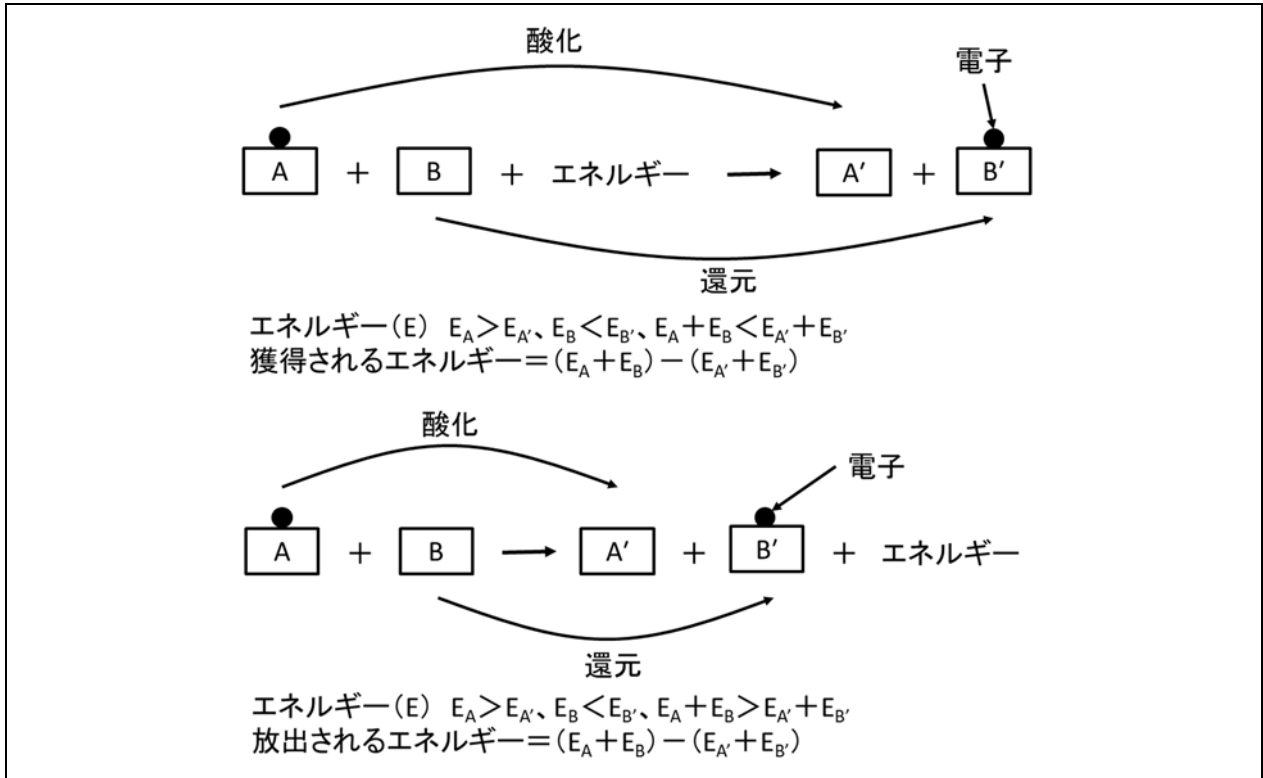 酸化
電子
A + B + エネルギー → A′ + B′
還元
エネルギー(E) E_A>E_A′、E_B<E_B′、E_A+E_B<E_A′+E_B′
獲得されるエネルギー=(E_A+E_B)-(E_A′+E_B′)
酸化
電子
A + B → A′ + B′ + エネルギー
還元
エネルギー(E) E_A>E_A′、E_B<E_B′、E_A+E_B>E_A′+E_B′
放出されるエネルギー=(E_A+E_B)-(E_A′+E_B′)